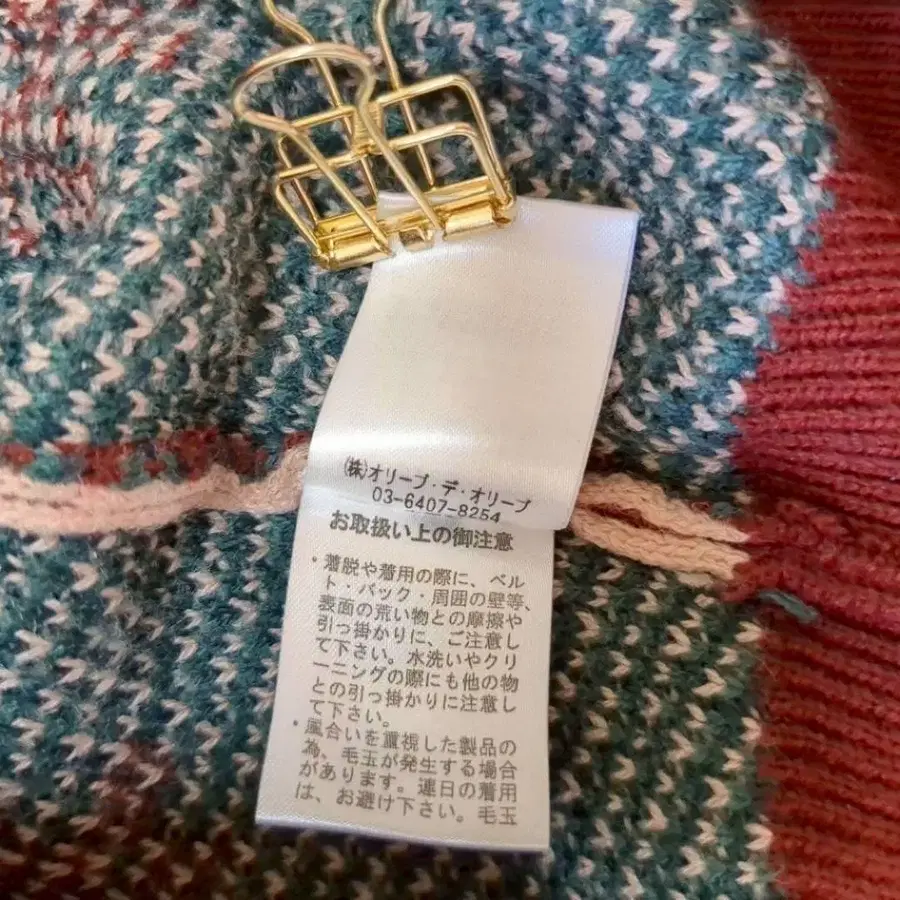 ㈱オリーブ・デ・オリーブ
03-6407-8254
お取扱い上の御注意
・着脱や着用の際に、ベル
ト・バック・周囲の壁等、
表面の荒い物との摩擦や
引っ掛かりに、ご注意し
て下さい。水洗いやクリ
ーニングの際にも他の物
との引っ掛かりに注意し
て下さい。
・風合いを重視した製品の
為、毛玉が発生する場合
があります。連日の着用
は、お避け下さい。毛玉